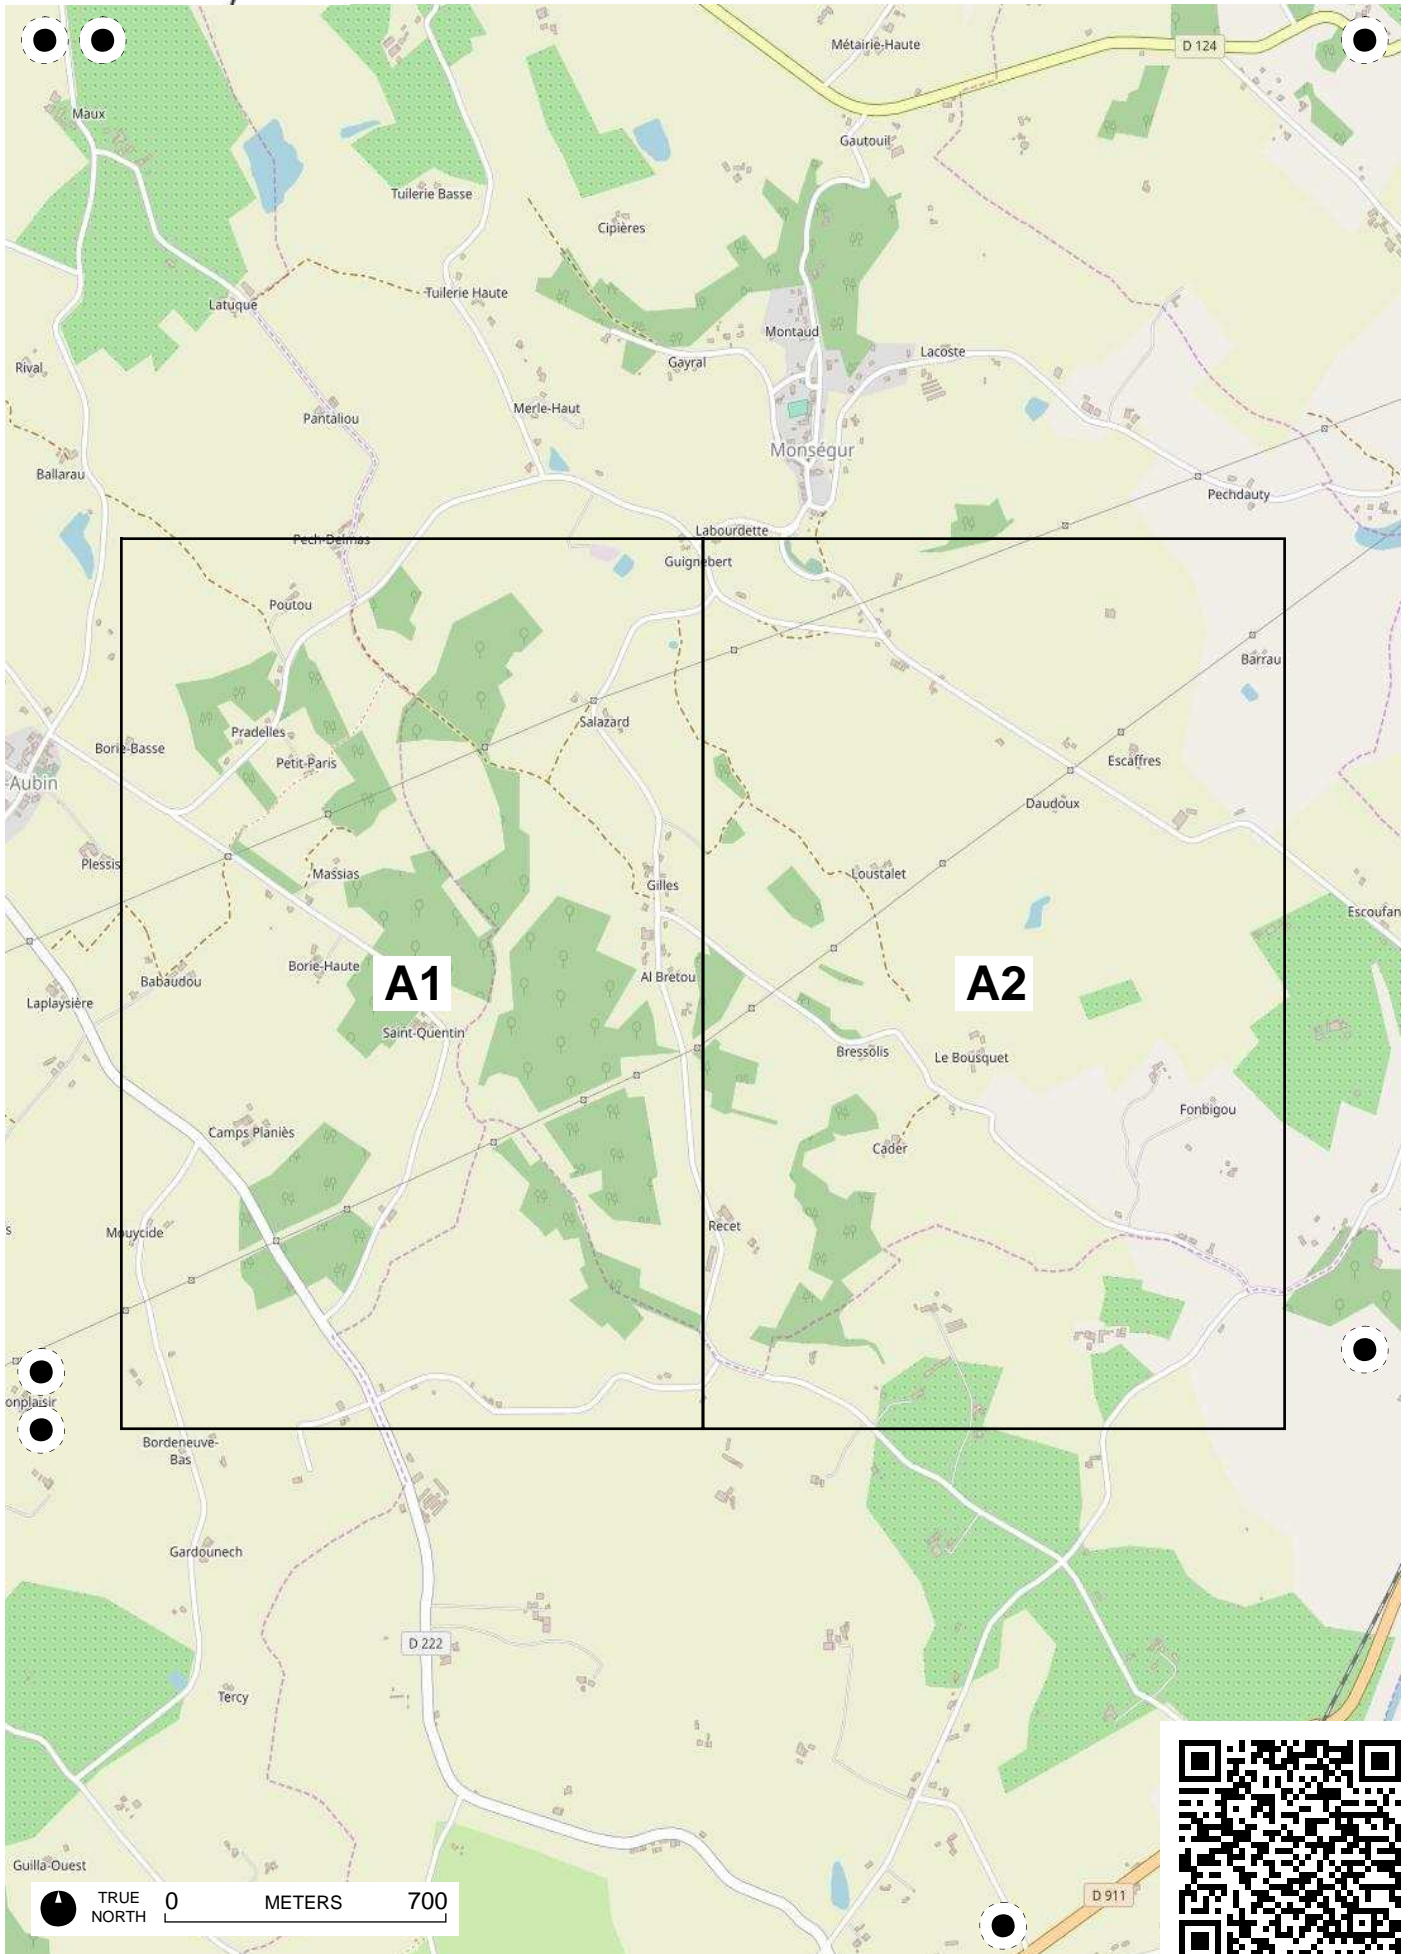 Métairie-Haute
D 124
Maux
Gautouil
Tuilerie Basse
Cipières
Tuilerie Haute
Latuque
Montaud
Lacoste
Gayral
Rival
Merle-Haut
Pantaliou
Monségur
Ballarau
Pechdauty
Labourdette
Pech-Delmas
Guignebert
Poutou
Barrau
Salazard
Pradelles
Borie-Basse
Petit-Paris
Escaffres
-Aubin
Daudoux
Plessis
Massias
Loustalet
Gilles
Escoufan
Borie-Haute
Al Bretou
Babaudou
A1
A2
Laplaysière
Saint-Quentin
Bressolis
Le Bousquet
Fonbigou
Camps Planiès
Cader
Recet
s
Mouycide
onplaisir
Bordeneuve-
Bas
Gardounech
D 222
Tercy
Guilla-Ouest
D 911
TRUE
NORTH
0 METERS 700